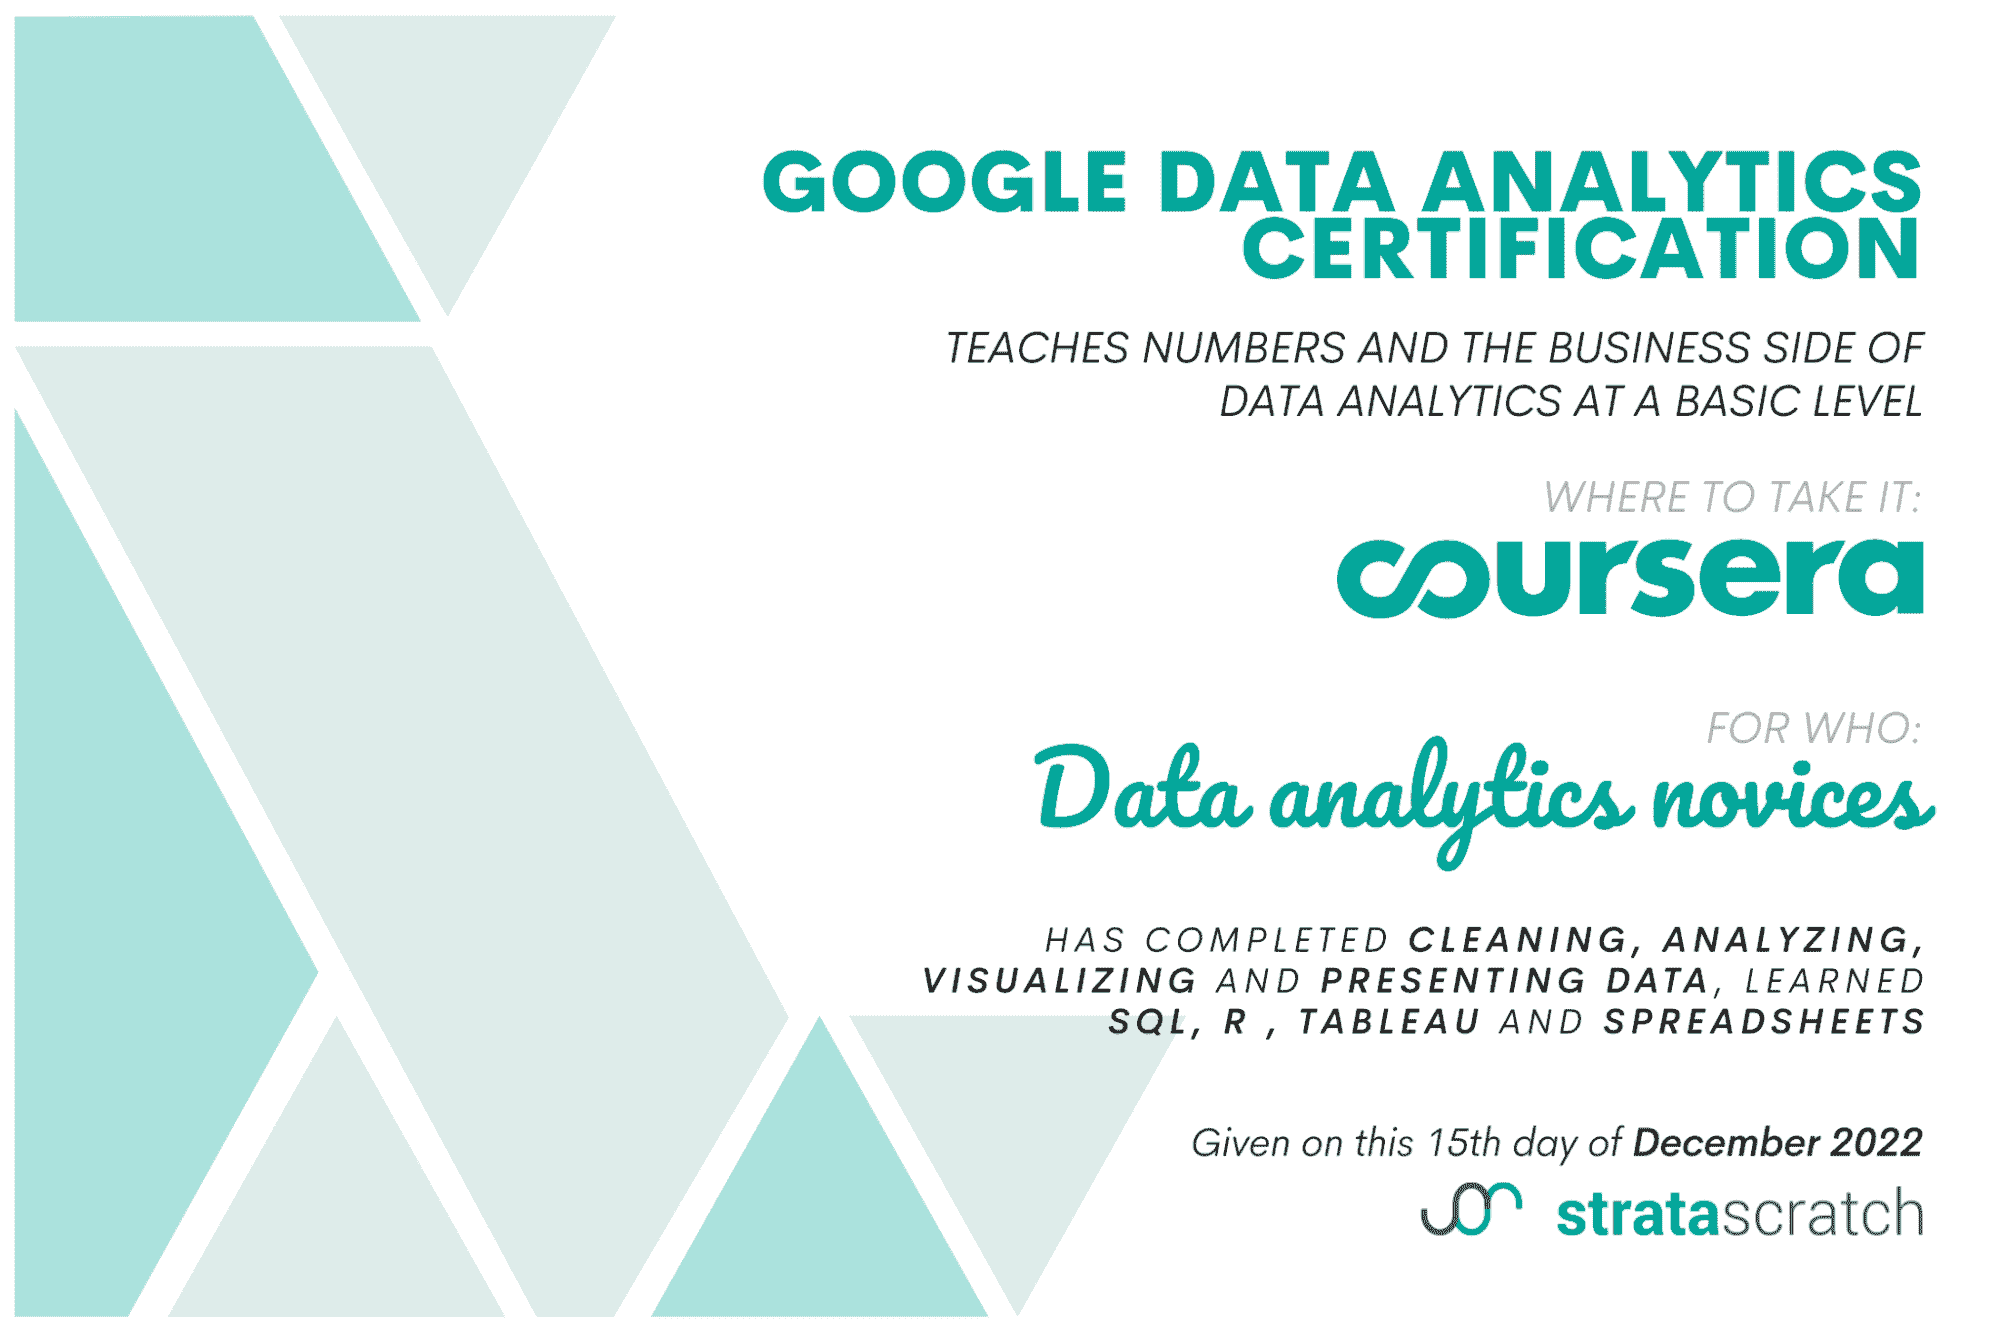 GOOGLE DATA ANALYTICS
CERTIFICATION
TEACHES NUMBERS AND THE BUSINESS SIDE OF
DATA ANALYTICS AT A BASIC LEVEL
WHERE TO TAKE IT:
coursera
FOR WHO:
Data analytics novices
HAS COMPLETED CLEANING, ANALYZING,
VISUALIZING AND PRESENTING DATA, LEARNED
SQL, R , TABLEAU AND SPREADSHEETS
Given on this 15th day of December 2022
stratascratch